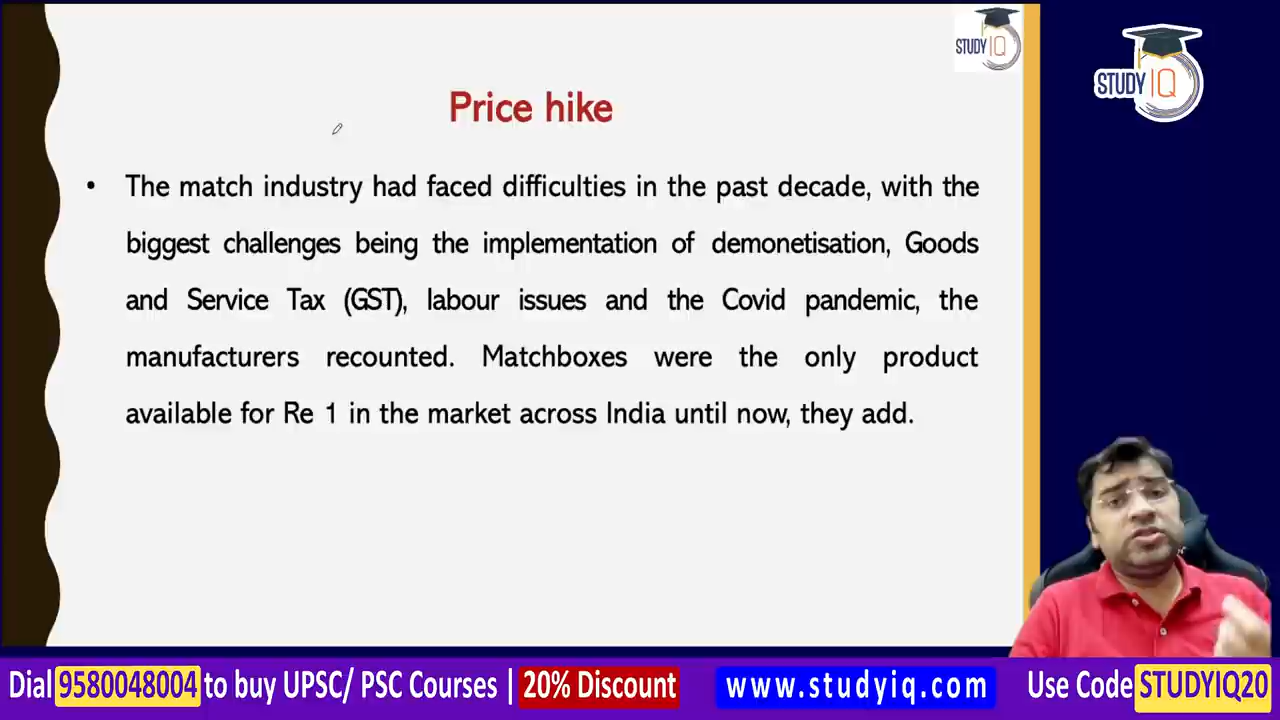 STUDY IQ
STUDY IQ
Price hike
• The match industry had faced difficulties in the past decade, with the
biggest challenges being the implementation of demonetisation, Goods
and Service Tax (GST), labour issues and the Covid pandemic, the
manufacturers recounted. Matchboxes were the only product
available for Re 1 in the market across India until now, they add.
Dial 9580048004 to buy UPSC/ PSC Courses | 20% Discount www.studyiq.com Use Code STUDYIQ20